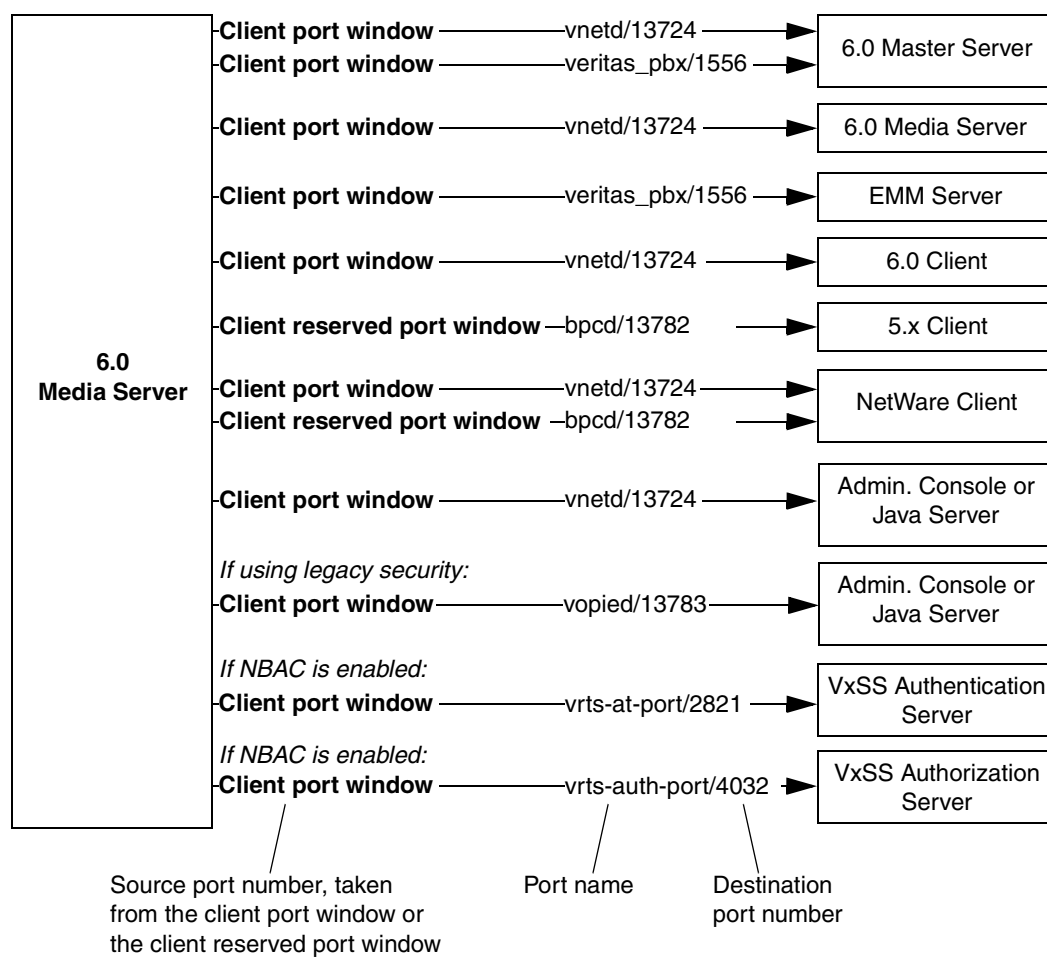 Client port window vnetd/13724
6.0 Master Server
Client port window veritas_pbx/1556
Client port window vnetd/13724 6.0 Media Server
Client port window veritas_pbx/1556 EMM Server
Client port window vnetd/13724 6.0 Client
Client reserved port window bpcd/13782 5.x Client
6.0
Media Server
Client port window vnetd/13724
NetWare Client
Client reserved port window bpcd/13782
Client port window vnetd/13724
Admin. Console or
Java Server
If using legacy security:
Client port window vopied/13783
Admin. Console or
Java Server
If NBAC is enabled:
Client port window vrts-at-port/2821
VxSS Authentication
Server
If NBAC is enabled:
Client port window vrts-auth-port/4032
VxSS Authorization
Server
Source port number, taken
from the client port window or
the client reserved port window
Port name
Destination
port number